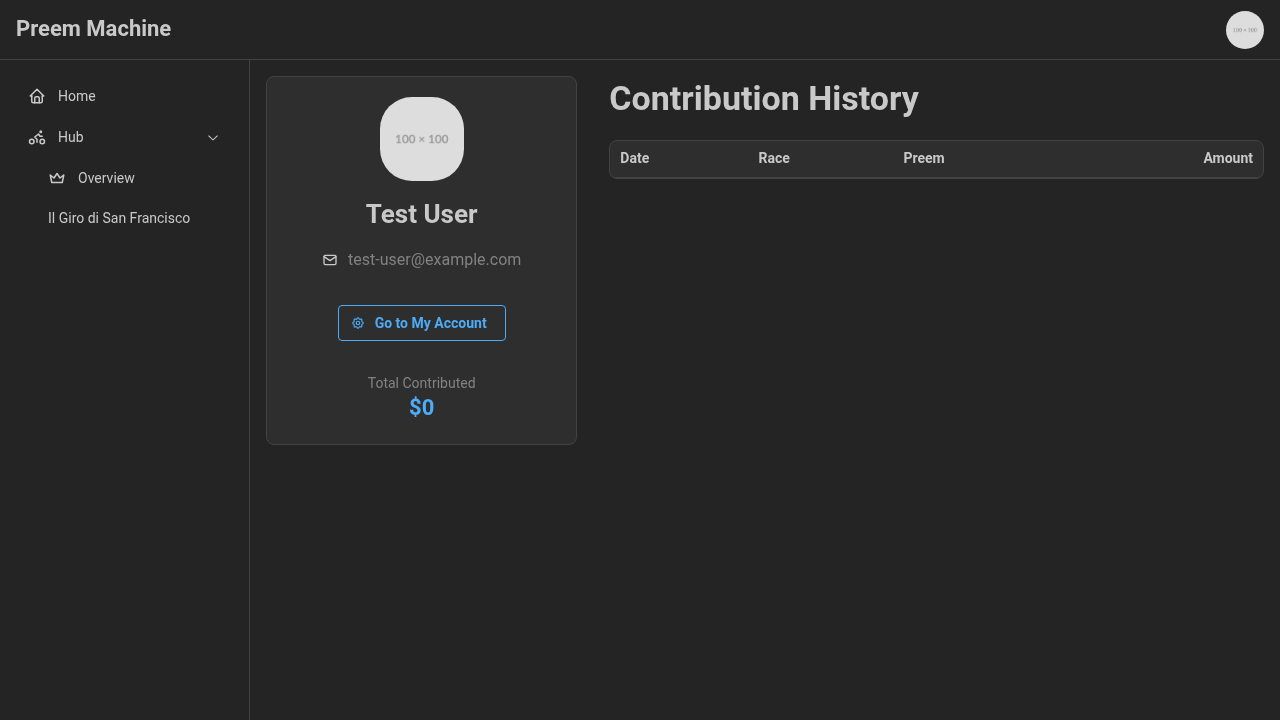 Preem Machine
100 × 100
Home
Hub
Overview
Il Giro di San Francisco
100 × 100
Test User
test-user@example.com
Go to My Account
Total Contributed
$0
Contribution History
Date Race Preem Amount